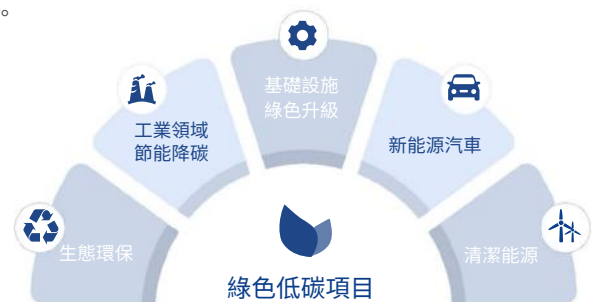 。
基礎設施
綠色升級
工業領域
節能降碳
新能源汽車
生態環保
清潔能源
綠色低碳項目